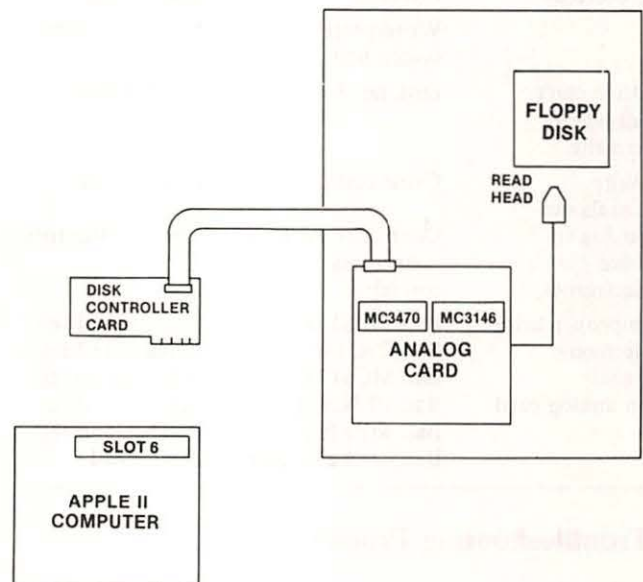 FLOPPY
DISK
READ
HEAD
DISK
CONTROLLER
CARD
MC3470
MC3146
ANALOG
CARD
SLOT 6
APPLE II
COMPUTER